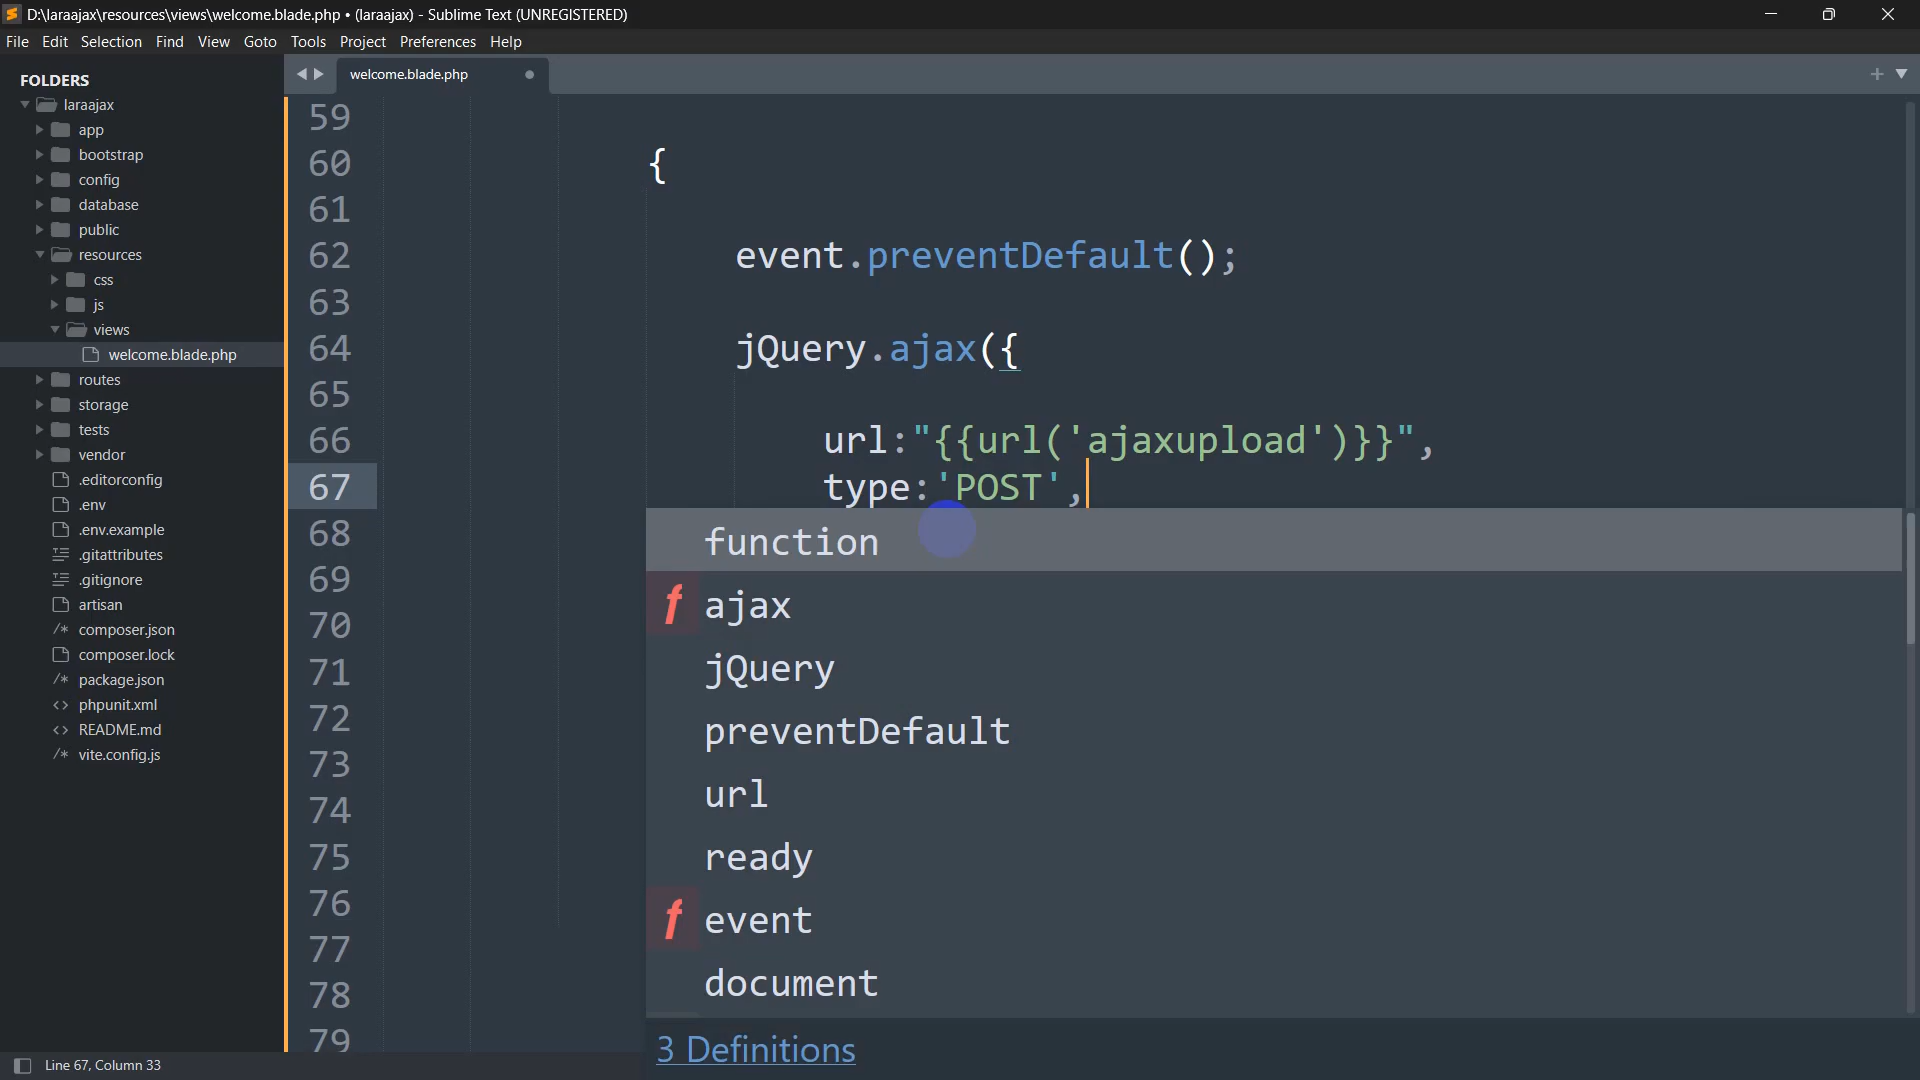 D:\laraajax\resources\views\welcome.blade.php • (laraajax) - Sublime Text (UNREGISTERED)
File Edit Selection Find View Goto Tools Project Preferences Help
FOLDERS
laraajax
app
bootstrap
config
database
public
resources
css
js
views
welcome.blade.php
routes
storage
tests
vendor
.editorconfig
.env
.env.example
.gitattributes
.gitignore
artisan
/* composer.json
composer.lock
/* package.json
<> phpunit.xml
<> README.md
/* vite.config.js
welcome.blade.php
59
60 {
61
62 event.preventDefault();
63
64 jQuery.ajax({
65
66 url:"{{url('ajaxupload')}}",
67 type:'POST',
68
69
70
71
72
73
74
75
76
77
78
79
function
f ajax
jQuery
preventDefault
url
ready
f event
document
3 Definitions
Line 67, Column 33